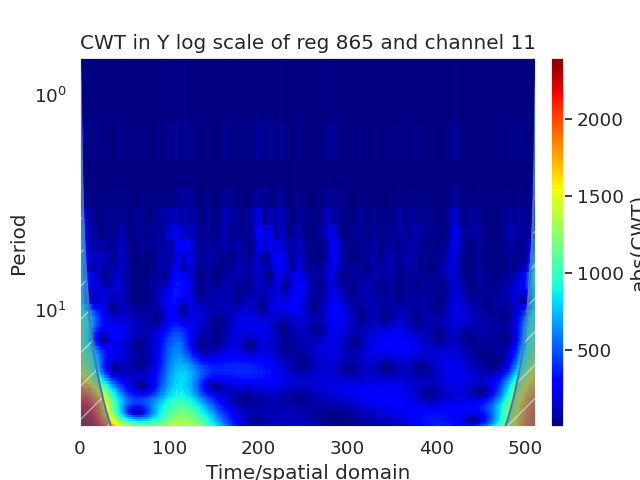 CWT in Y log scale of reg 865 and channel 11
10⁰
10¹
Period
0 100 200 300 400 500
Time/spatial domain
2000
1500
1000
500
abs(CWT)